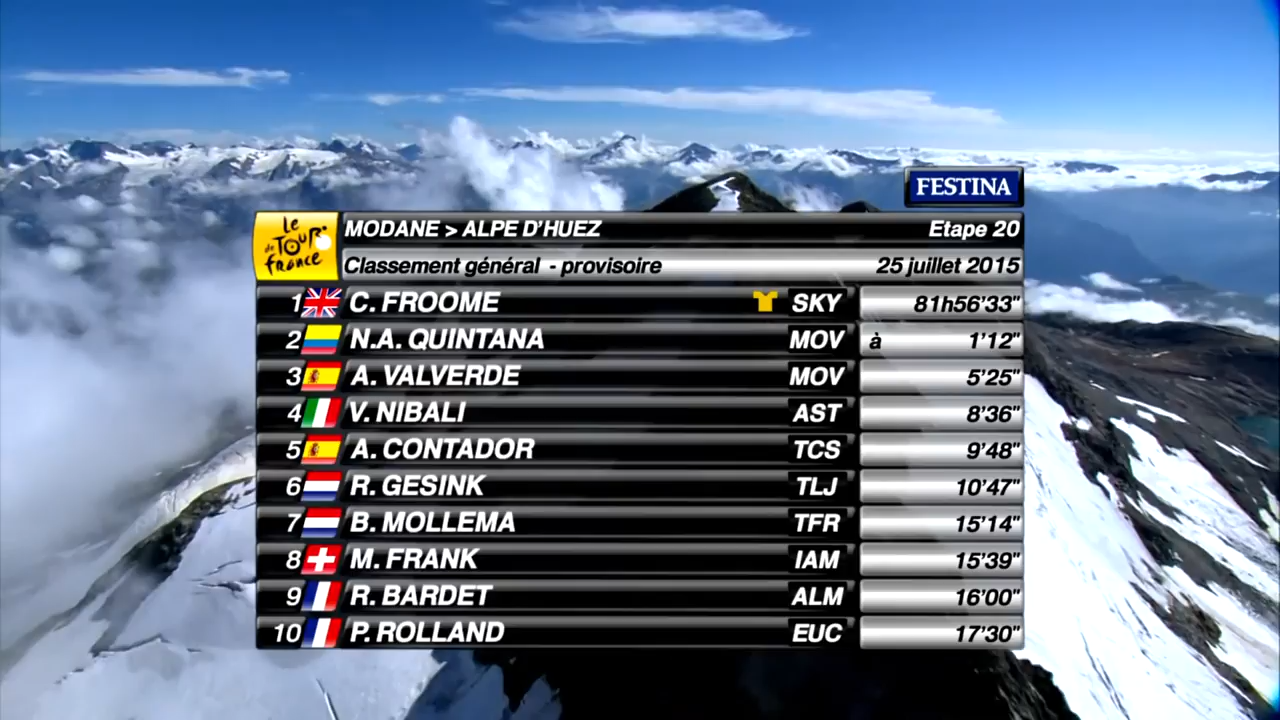 FESTINA
le Tour de france
MODANE > ALPE D'HUEZ Etape 20
Classement général - provisoire 25 juillet 2015
1 C. FROOME SKY 81h56'33"
2 N.A. QUINTANA MOV à 1'12"
3 A. VALVERDE MOV 5'25"
4 V. NIBALI AST 8'36"
5 A. CONTADOR TCS 9'48"
6 R. GESINK TLJ 10'47"
7 B. MOLLEMA TFR 15'14"
8 M. FRANK IAM 15'39"
9 R. BARDET ALM 16'00"
10 P. ROLLAND EUC 17'30"